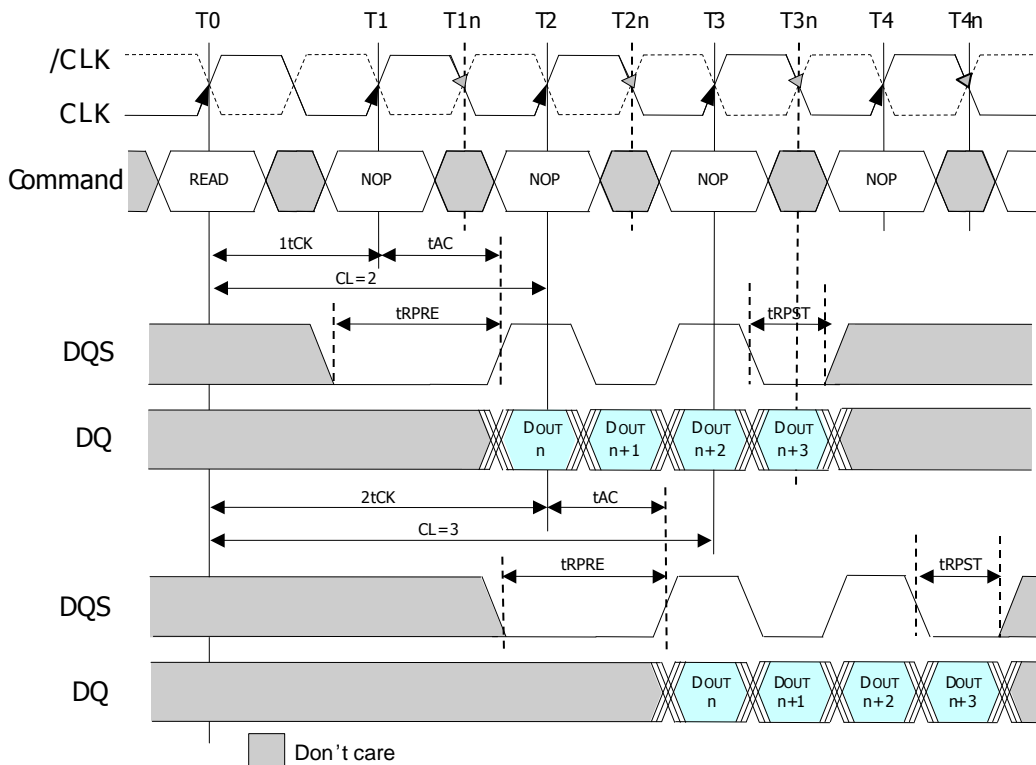 T0 T1 T1n T2 T2n T3 T3n T4 T4n
/CLK
CLK
Command READ NOP NOP NOP NOP
1tCK tAC
CL=2
tRPRE tRPST
DQS
DQ
DOUT n DOUT n+1 DOUT n+2 DOUT n+3
2tCK tAC
CL=3
tRPRE tRPST
DQS
DQ
DOUT n DOUT n+1 DOUT n+2 DOUT n+3
Don't care